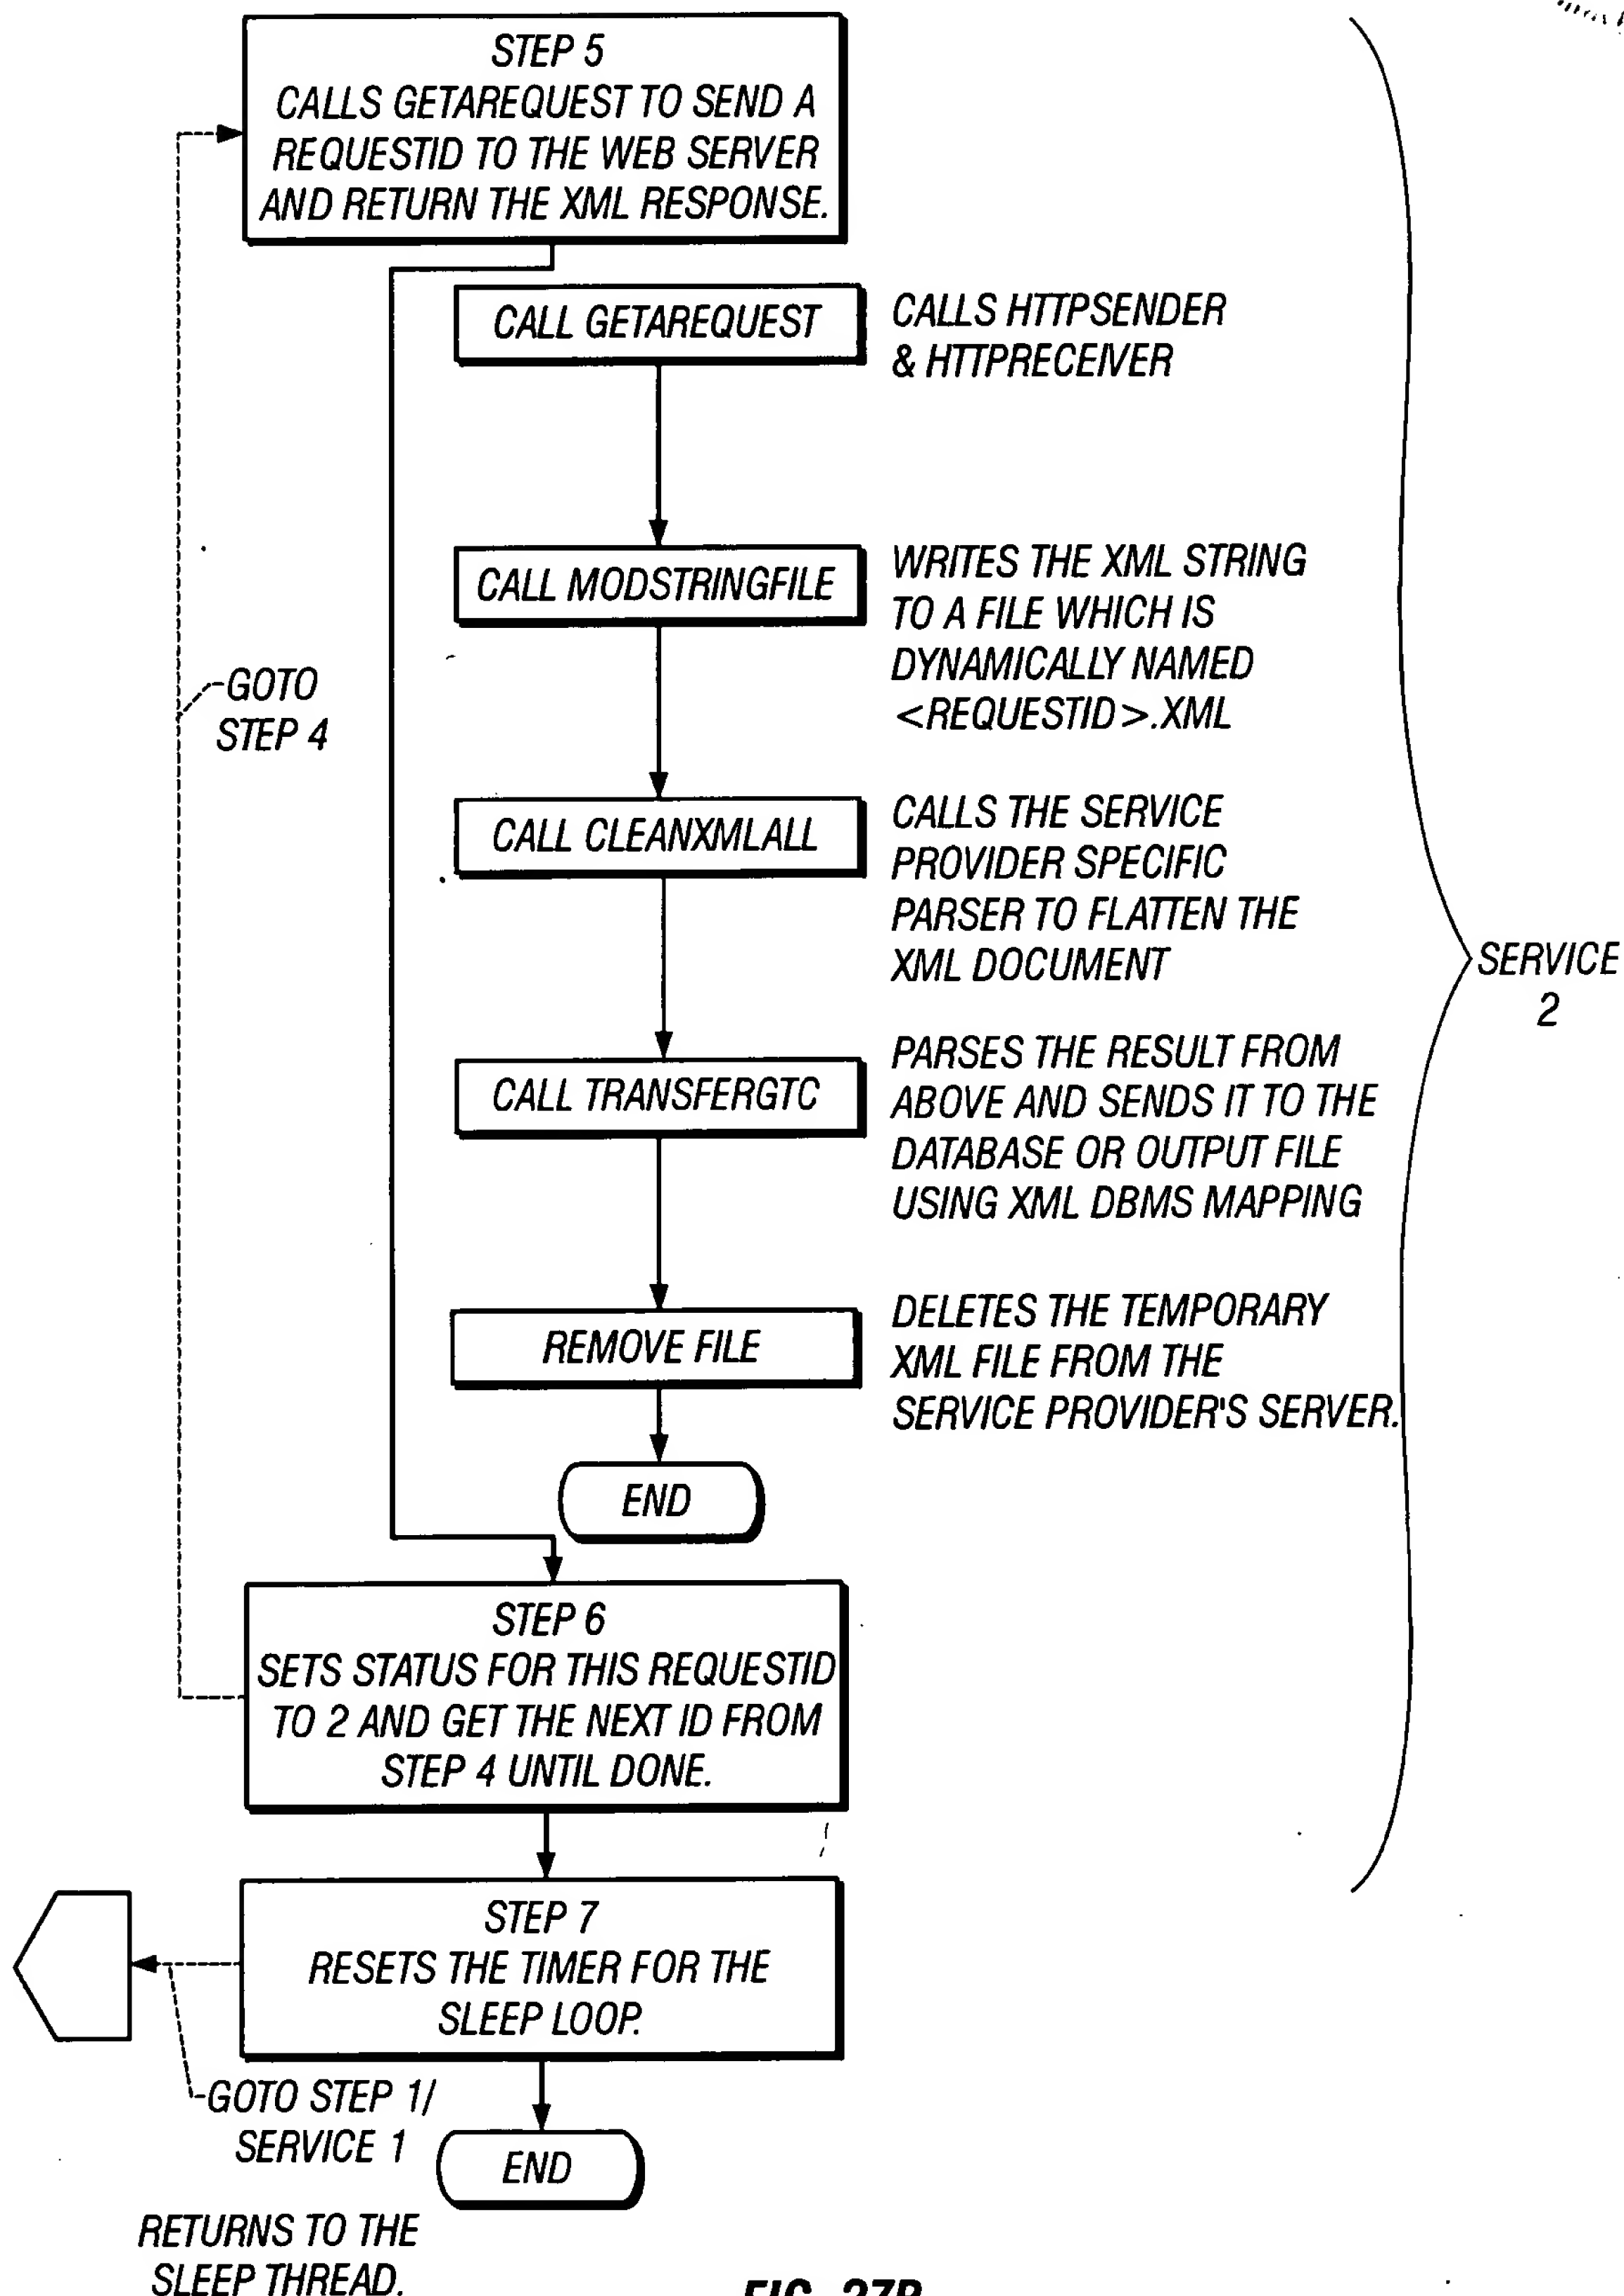 STEP 5
CALLS GETAREQUEST TO SEND A
REQUESTID TO THE WEB SERVER
AND RETURN THE XML RESPONSE.
CALL GETAREQUEST
CALLS HTTPSENDER
& HTTPRECEIVER
CALL MODSTRINGFILE
WRITES THE XML STRING
TO A FILE WHICH IS
DYNAMICALLY NAMED
<REQUESTID>.XML
GOTO
STEP 4
CALL CLEANXMLALL
CALLS THE SERVICE
PROVIDER SPECIFIC
PARSER TO FLATTEN THE
XML DOCUMENT
SERVICE
2
CALL TRANSFERGTC
PARSES THE RESULT FROM
ABOVE AND SENDS IT TO THE
DATABASE OR OUTPUT FILE
USING XML DBMS MAPPING
REMOVE FILE
DELETES THE TEMPORARY
XML FILE FROM THE
SERVICE PROVIDER'S SERVER.
END
STEP 6
SETS STATUS FOR THIS REQUESTID
TO 2 AND GET THE NEXT ID FROM
STEP 4 UNTIL DONE.
STEP 7
RESETS THE TIMER FOR THE
SLEEP LOOP.
GOTO STEP 1/
SERVICE 1
END
RETURNS TO THE
SLEEP THREAD.
FIG. 27B